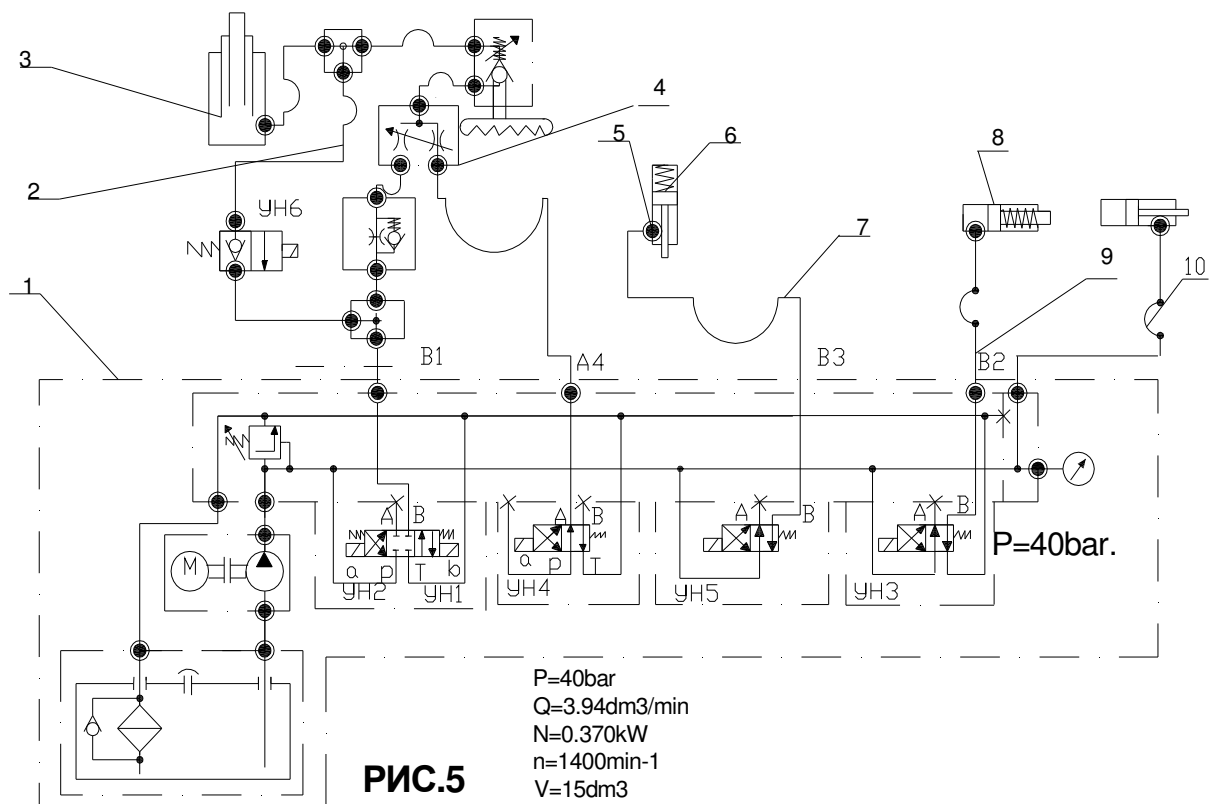 3
4
5
6
8
2
УН6
7
1
9
10
B1
A4
B3
B2
A
B
A
B
A
B
A
B
P=40bar.
M
a
p
T
b
УН2
УН1
a
p
T
УН4
УН5
УН3
P=40bar
Q=3.94dm3/min
N=0.370kW
n=1400min-1
V=15dm3
РИС.5